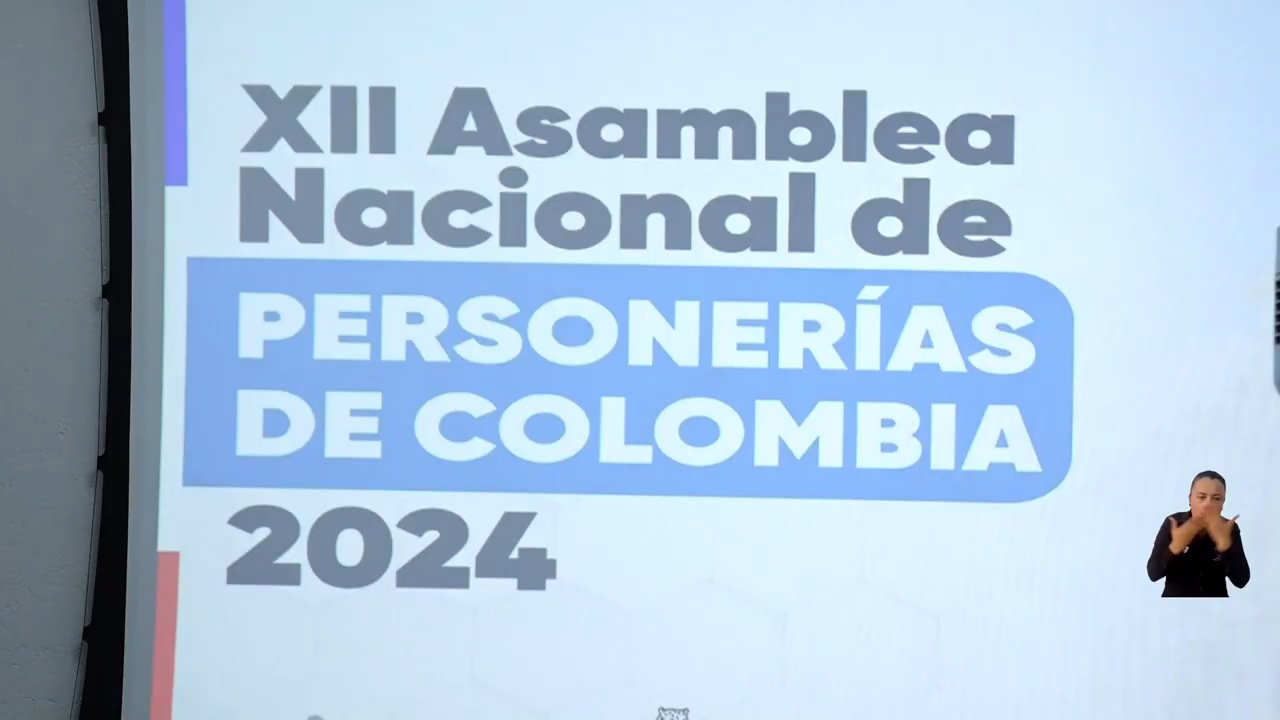 XII Asamblea
Nacional de
PERSONERÍAS
DE COLOMBIA
2024